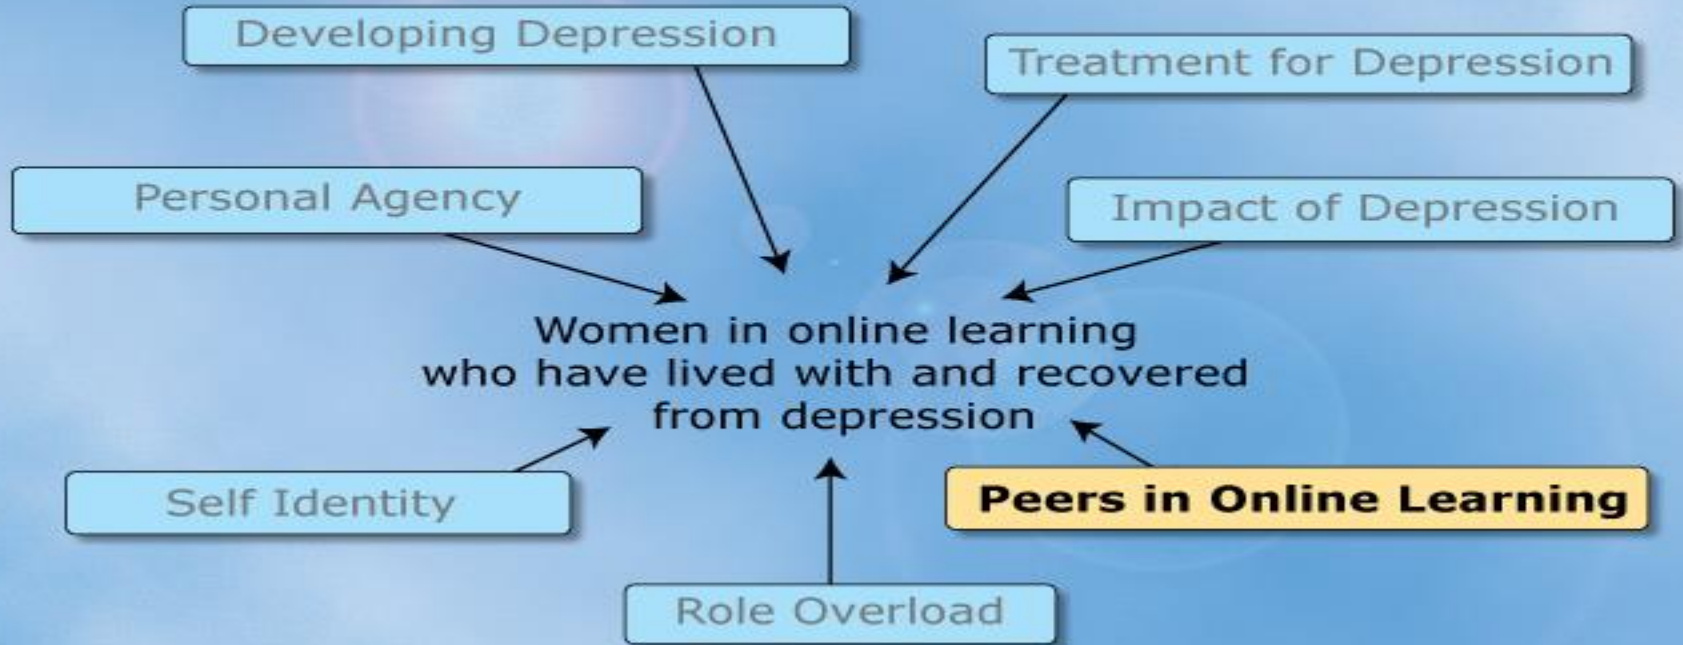 Developing Depression
Treatment for Depression
Personal Agency
Impact of Depression
Women in online learning
who have lived with and recovered
from depression
Self Identity
Peers in Online Learning
Role Overload